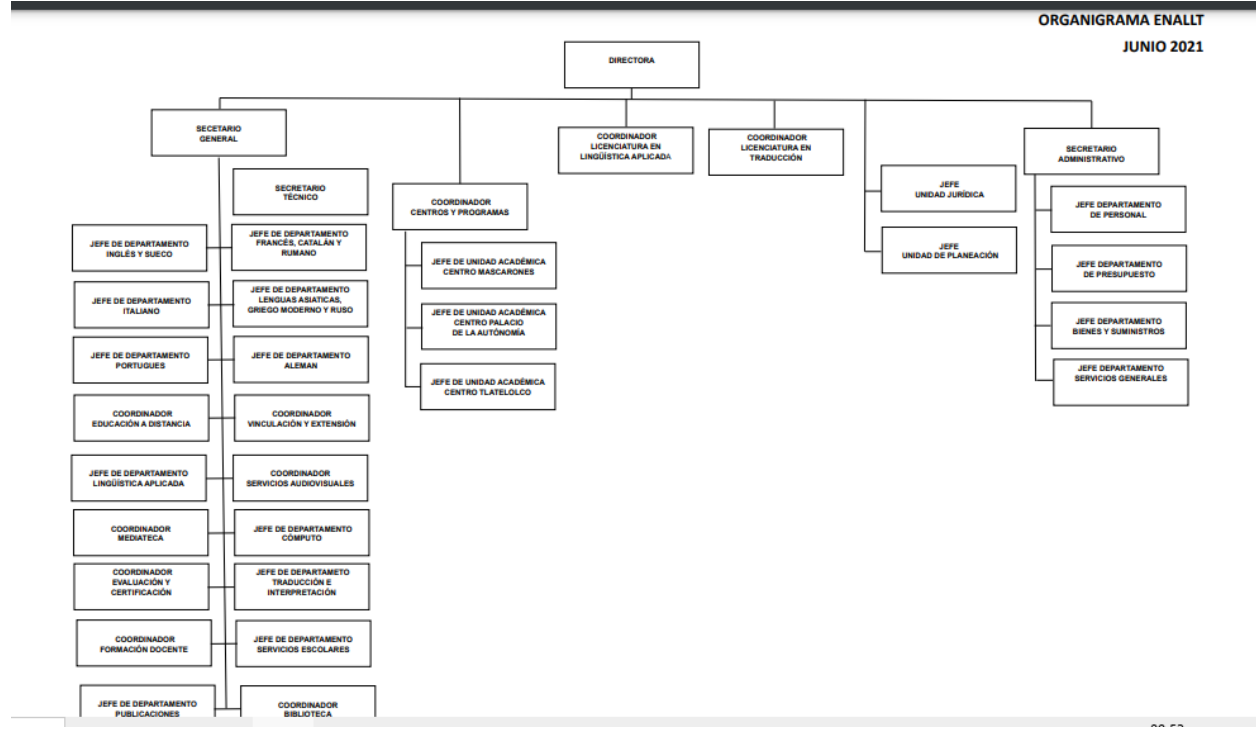 ORGANIGRAMA ENALLT
JUNIO 2021
DIRECTORA
SECETARIO
GENERAL
SECRETARIO
TÉCNICO
JEFE DE DEPARTAMENTO
INGLÉS Y SUECO
JEFE DE DEPARTAMENTO
FRANCÉS, CATALÁN Y
RUMANO
JEFE DE DEPARTAMENTO
ITALIANO
JEFE DE DEPARTAMENTO
LENGUAS ASIATICAS,
GRIEGO MODERNO Y RUSO
JEFE DE DEPARTAMENTO
PORTUGUES
JEFE DE DEPARTAMENTO
ALEMAN
COORDINADOR
EDUCACIÓN A DISTANCIA
COORDINADOR
VINCULACIÓN Y EXTENSIÓN
JEFE DE DEPARTAMENTO
LINGÜÍSTICA APLICADA
COORDINADOR
SERVICIOS AUDIOVISUALES
COORDINADOR
MEDIATECA
JEFE DE DEPARTAMENTO
CÓMPUTO
COORDINADOR
EVALUACIÓN Y
CERTIFICACIÓN
JEFE DE DEPARTAMETO
TRADUCCIÓN E
INTERPRETACIÓN
COORDINADOR
FORMACIÓN DOCENTE
JEFE DE DEPARTAMENTO
SERVICIOS ESCOLARES
JEFE DE DEPARTAMENTO
PUBLICACIONES
COORDINADOR
BIBLIOTECA
COORDINADOR
CENTROS Y PROGRAMAS
JEFE DE UNIDAD ACADÉMICA
CENTRO MASCARONES
JEFE DE UNIDAD ACADÉMICA
CENTRO PALACIO
DE LA AUTÓNOMÍA
JEFE DE UNIDAD ACADÉMICA
CENTRO TLATELOLCO
COORDINADOR
LICENCIATURA EN
LINGÜÍSTICA APLICADA
COORDINADOR
LICENCIATURA EN
TRADUCCIÓN
JEFE
UNIDAD JURÍDICA
JEFE
UNIDAD DE PLANEACIÓN
SECRETARIO
ADMINISTRATIVO
JEFE DEPARTAMENTO
DE PERSONAL
JEFE DEPARTAMENTO
DE PRESUPUESTO
JEFE DEPARTAMENTO
BIENES Y SUMINISTROS
JEFE DEPARTAMENTO
SERVICIOS GENERALES